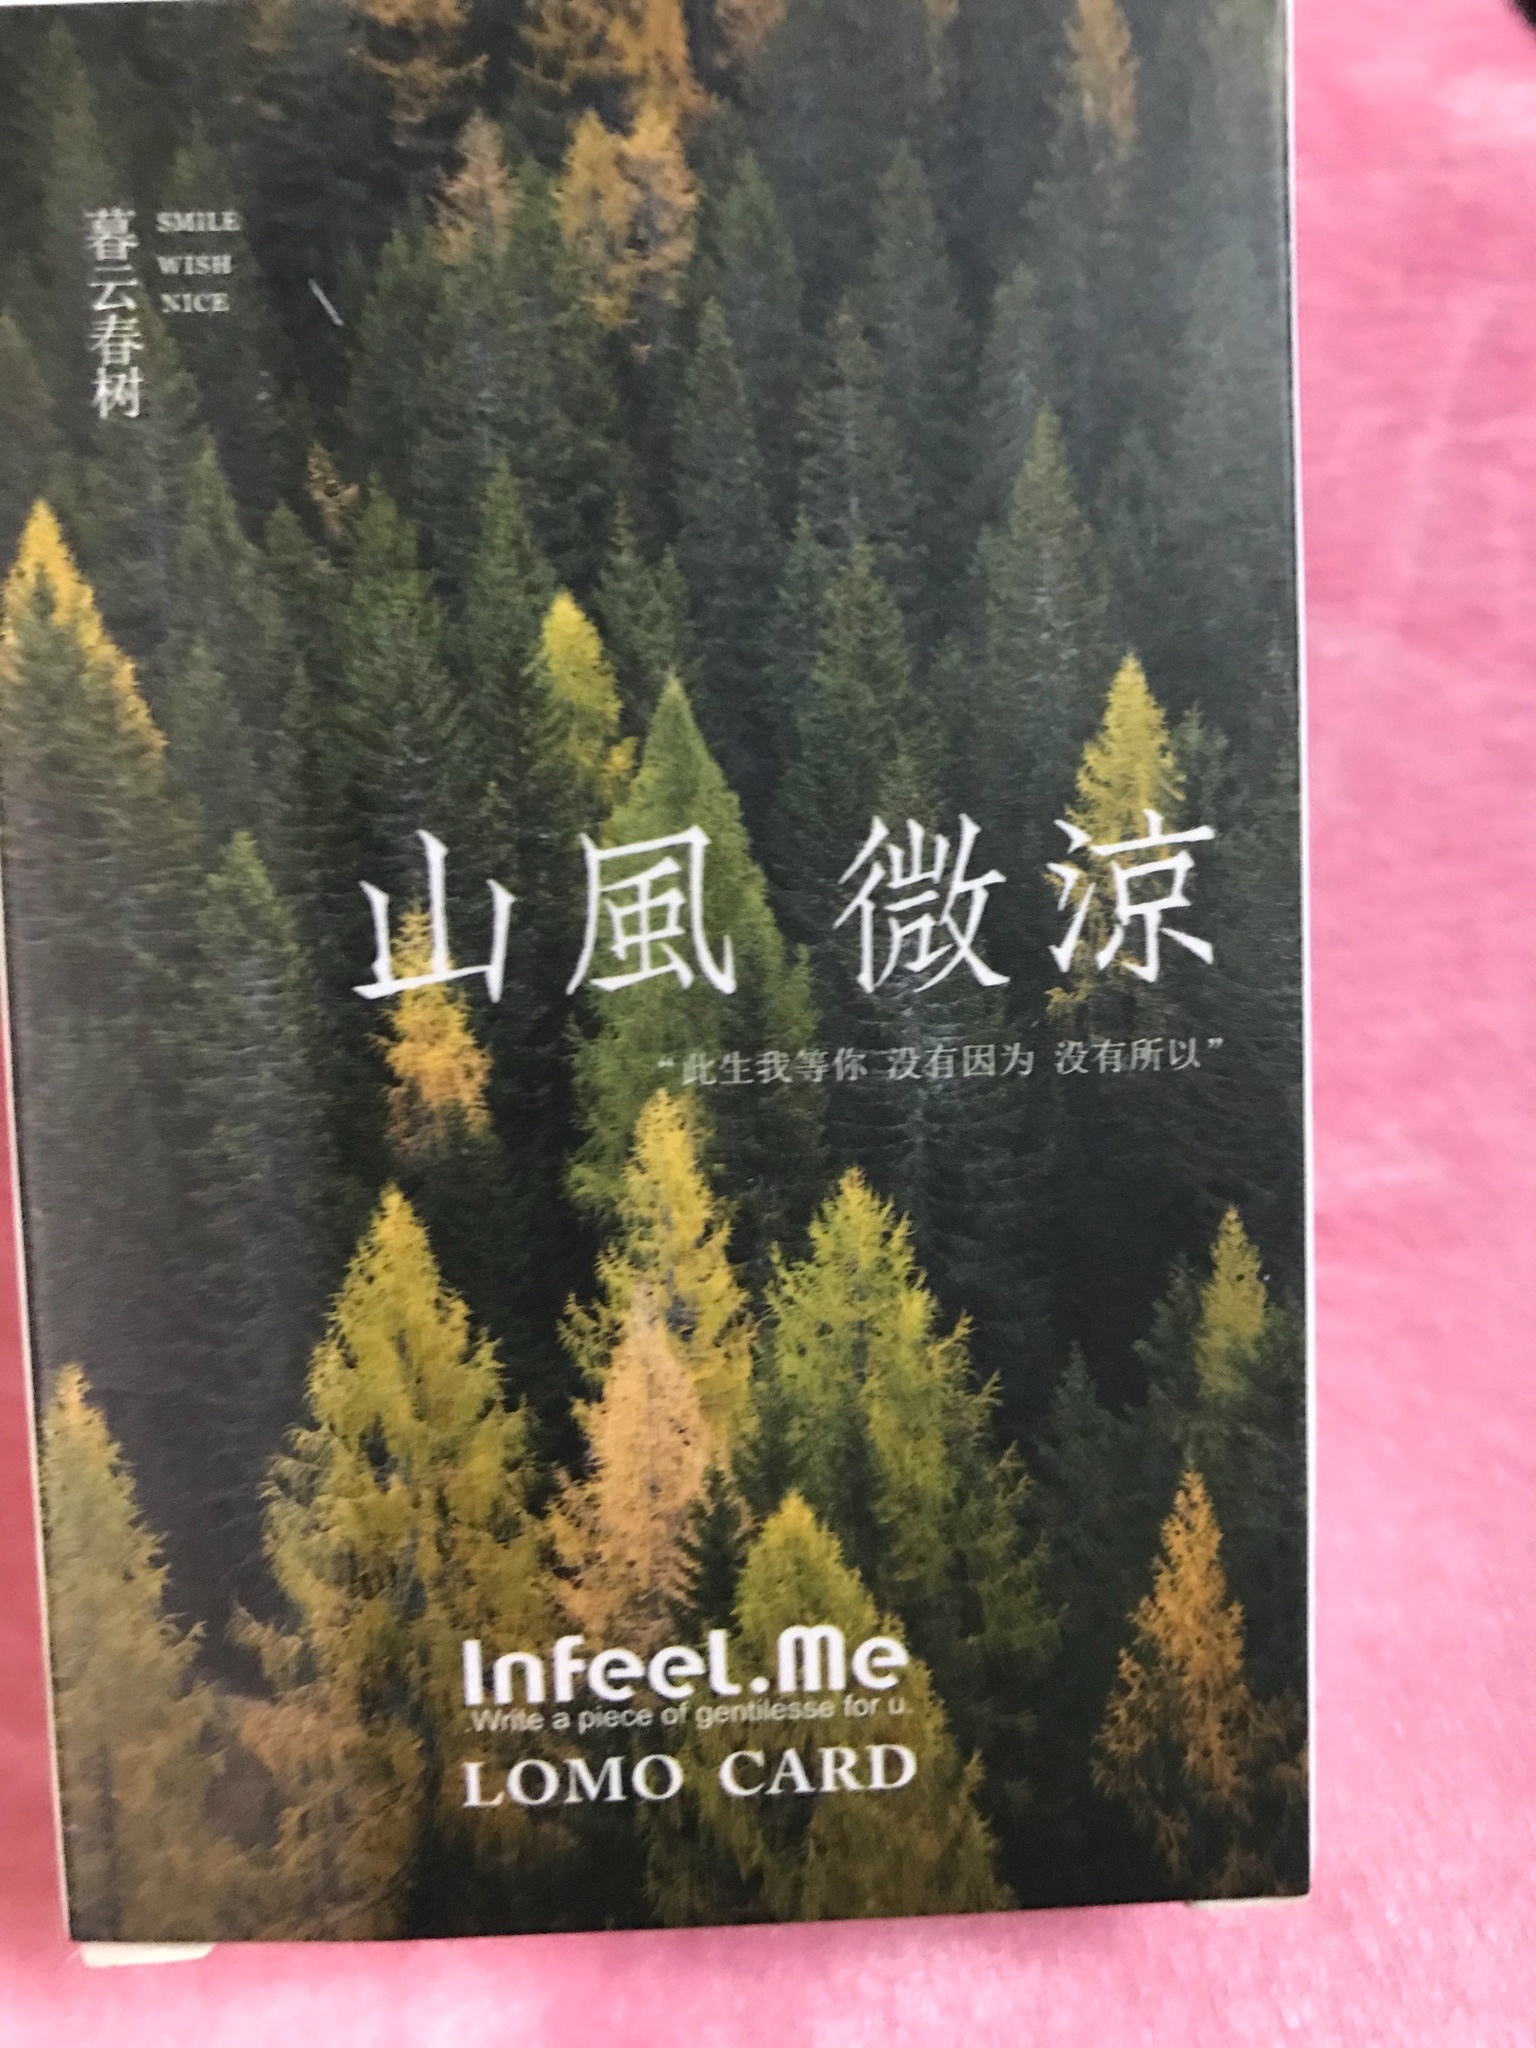 暮云春树
SMILE
WISH
NICE
山風 微涼
“此生我等你 没有因为 没有所以”
Infeel.Me
.Write a piece of gentilesse for u.
LOMO CARD